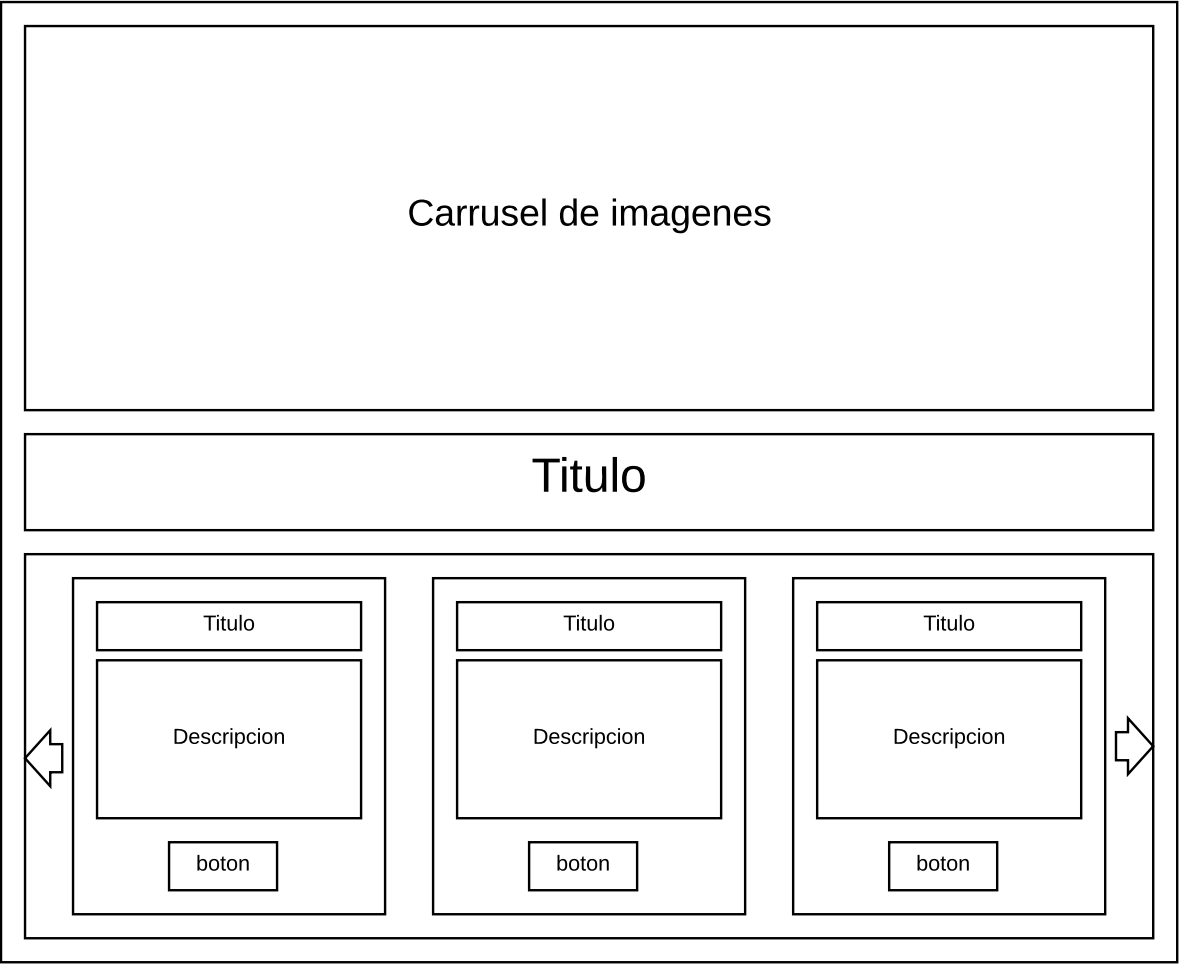 Carrusel de imagenes
Titulo
Titulo
Descripcion
boton
Titulo
Descripcion
boton
Titulo
Descripcion
boton